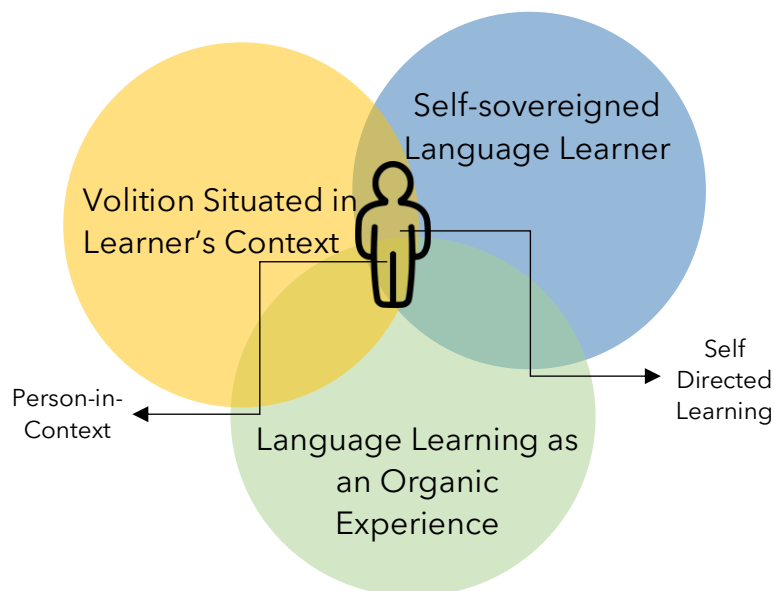 Self-sovereigned
Language Learner
Volition Situated in
Learner's Context
Self
Directed
Learning
Person-in-
Context
Language Learning as
an Organic
Experience